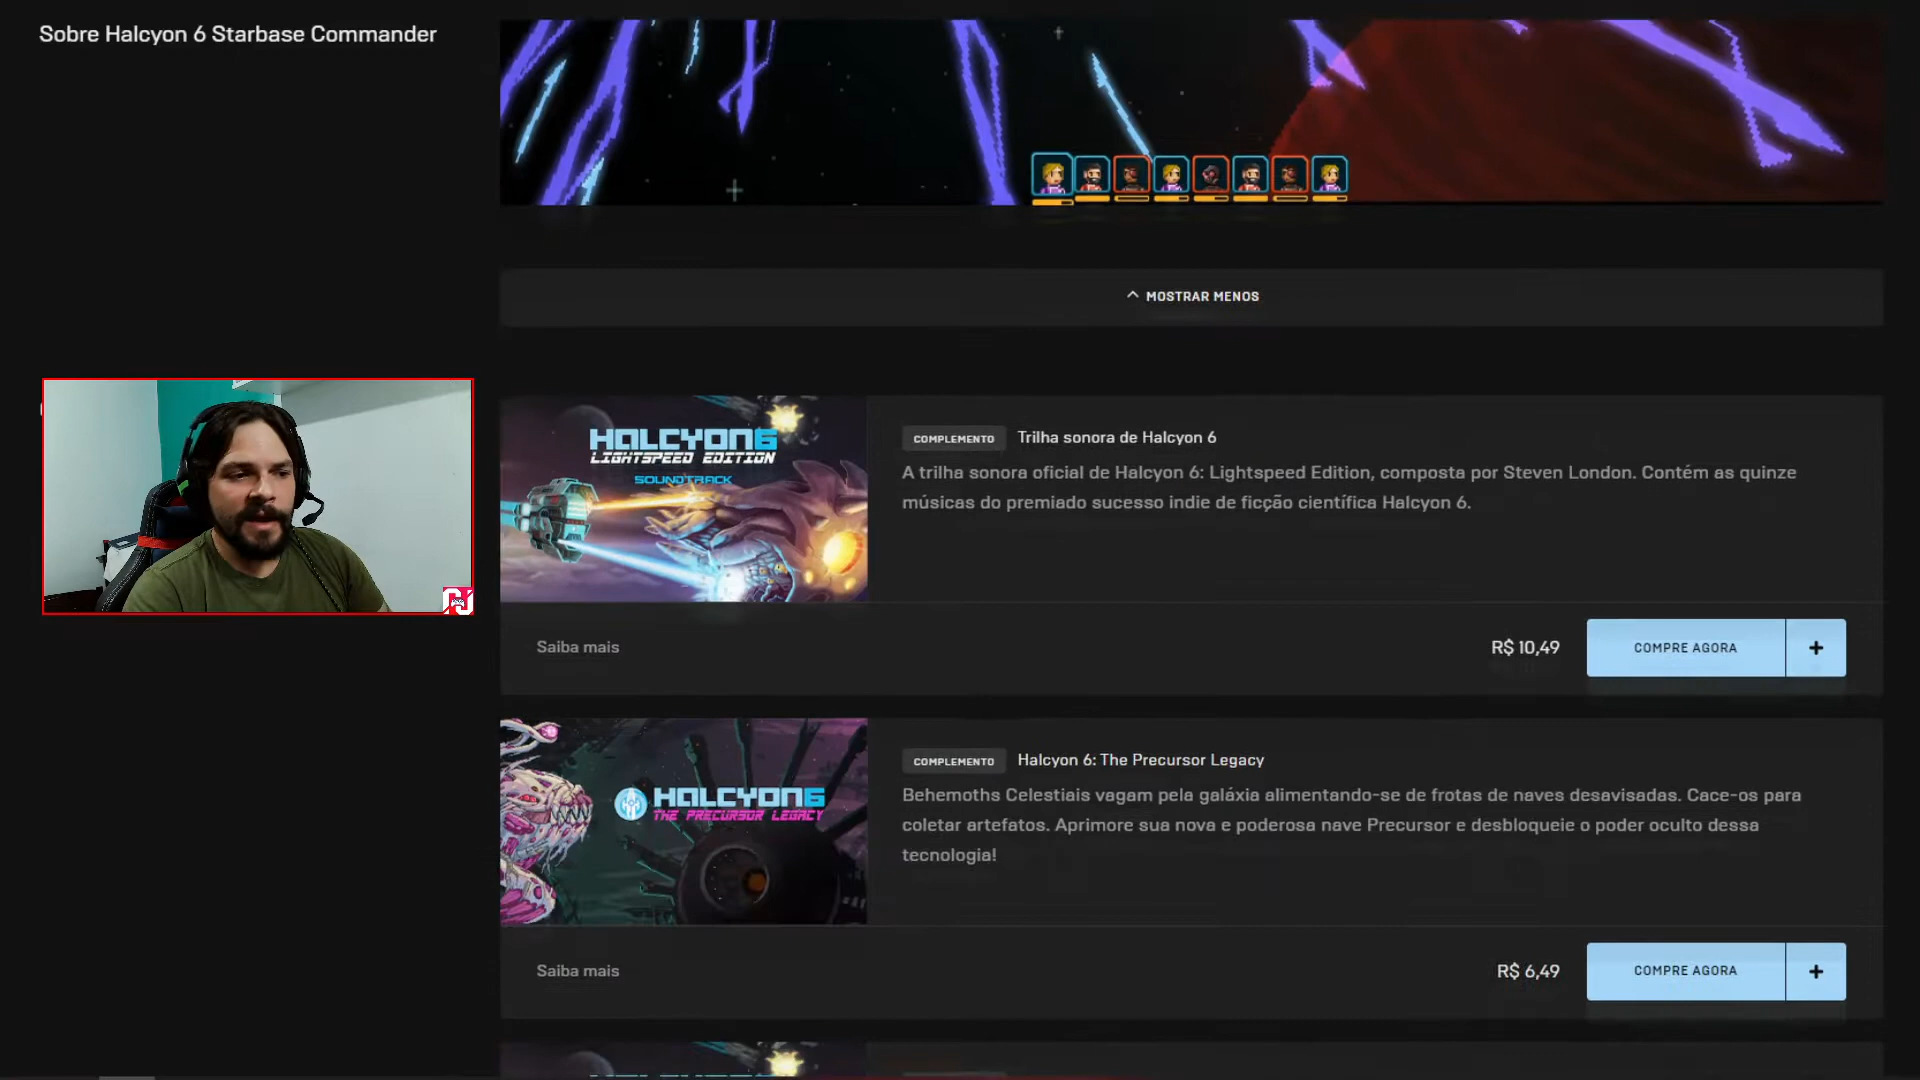 Sobre Halcyon 6 Starbase Commander
MOSTRAR MENOS
HALCYON6
LIGHTSPEED EDITION
SOUNDTRACK
COMPLEMENTO Trilha sonora de Halcyon 6
A trilha sonora oficial de Halcyon 6: Lightspeed Edition, composta por Steven London. Contém as quinze
músicas do premiado sucesso indie de ficção científica Halcyon 6.
Saiba mais R$ 10,49 COMPRE AGORA +
HALCYON6
THE PRECURSOR LEGACY
COMPLEMENTO Halcyon 6: The Precursor Legacy
Behemoths Celestiais vagam pela galáxia alimentando-se de frotas de naves desavisadas. Cace-os para
coletar artefatos. Aprimore sua nova e poderosa nave Precursor e desbloqueie o poder oculto dessa
tecnologia!
Saiba mais R$ 6,49 COMPRE AGORA +